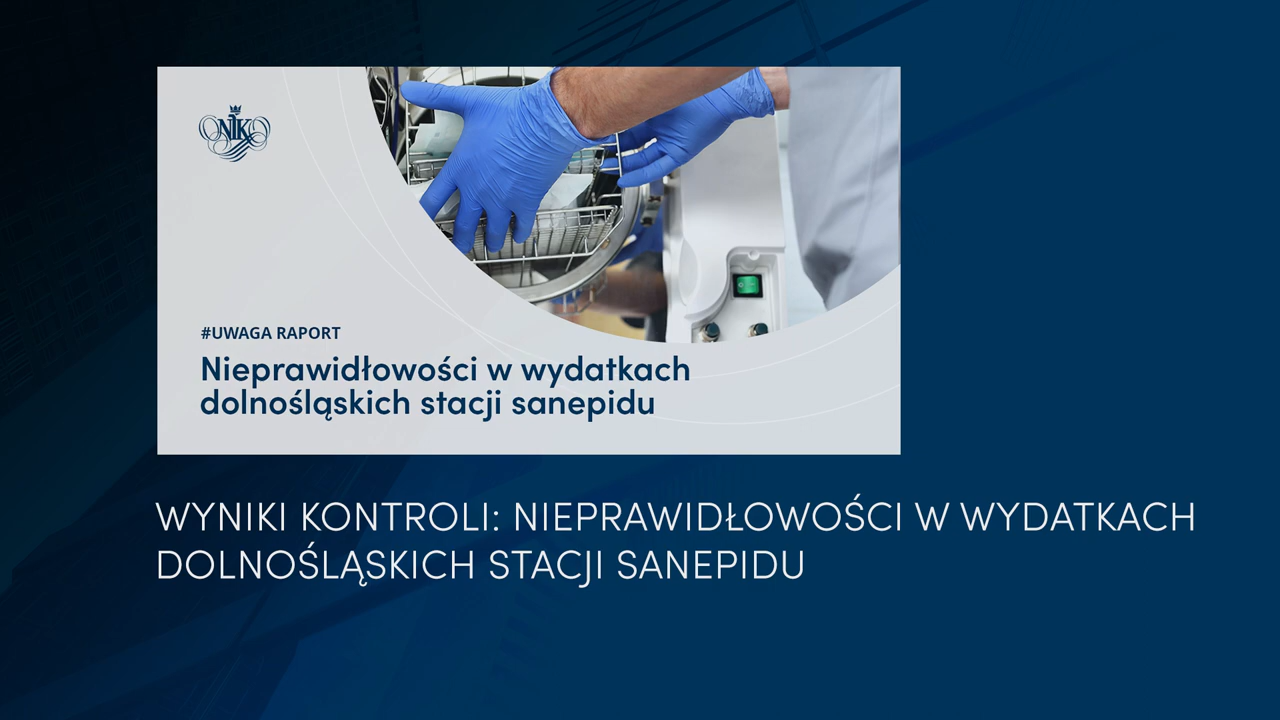 NIK
#UWAGA RAPORT
Nieprawidłowości w wydatkach
dolnośląskich stacji sanepidu
WYNIKI KONTROLI: NIEPRAWIDŁOWOŚCI W WYDATKACH
DOLNOŚLĄSKICH STACJI SANEPIDU